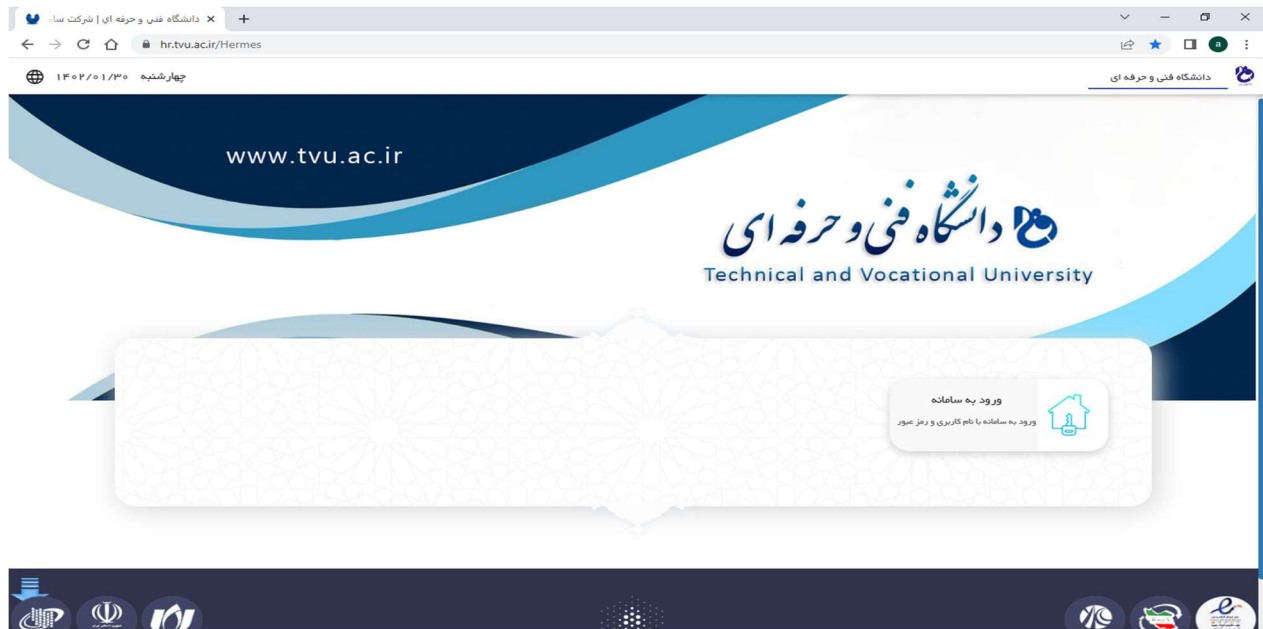 دانشگاه فنی و حرفه ای | شرکت سا
hr.tvu.ac.ir/Hermes
a
دانشگاه فنی و حرفه ای
چهارشنبه ۱۴۰۲/۰۱/۳۰
www.tvu.ac.ir
دانشگاه فنی و حرفه ای
Technical and Vocational University
ورود به سامانه
ورود به سامانه با نام کاربری و رمز عبور